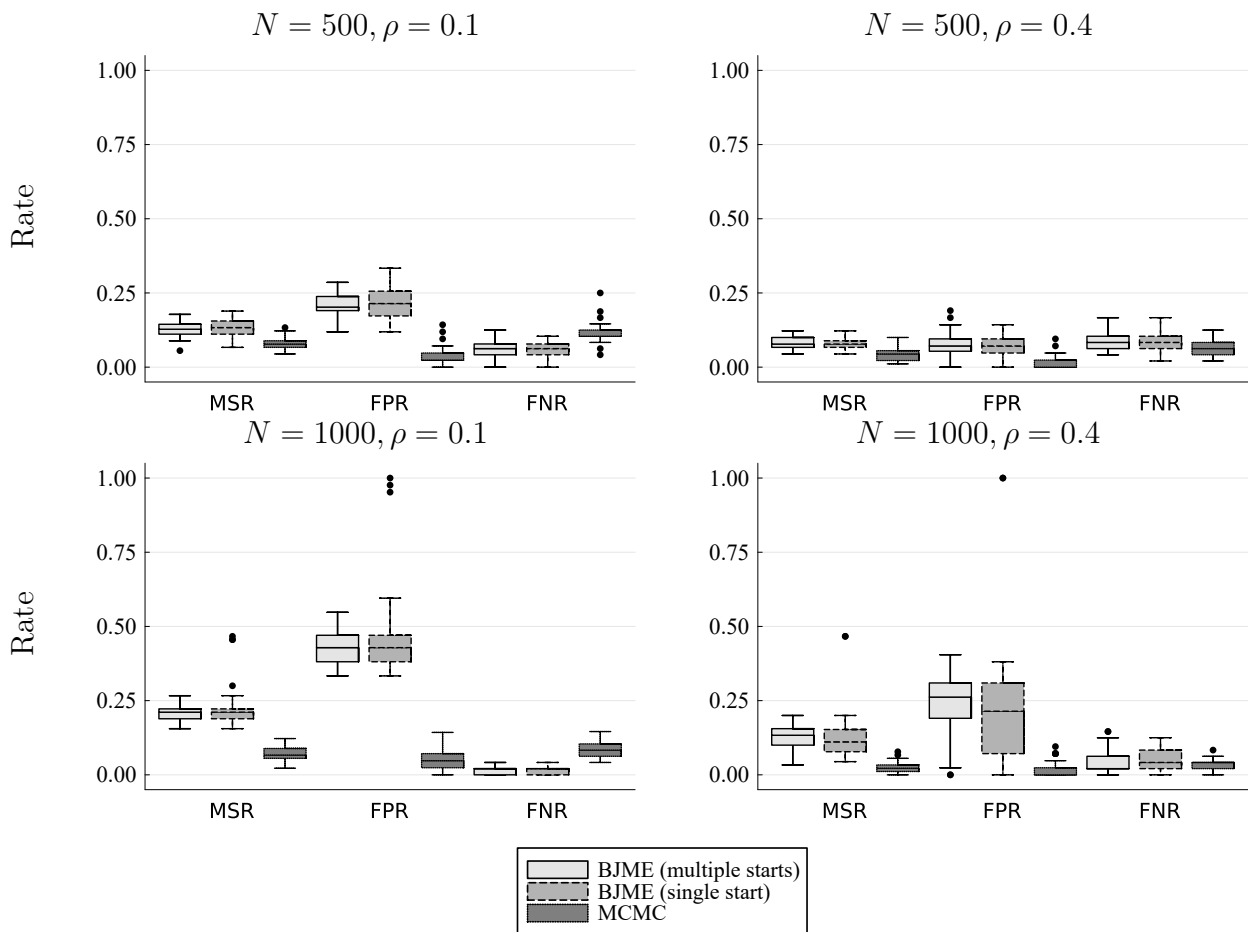 N = 500, ρ = 0.1
N = 500, ρ = 0.4
Rate
1.00
0.75
0.50
0.25
0.00
MSR FPR FNR
1.00
0.75
0.50
0.25
0.00
MSR FPR FNR
N = 1000, ρ = 0.1
N = 1000, ρ = 0.4
Rate
1.00
0.75
0.50
0.25
0.00
MSR FPR FNR
1.00
0.75
0.50
0.25
0.00
MSR FPR FNR
BJME (multiple starts)
BJME (single start)
MCMC